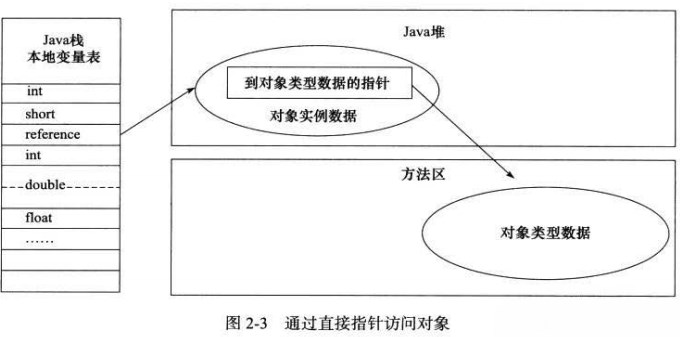 Java栈
本地变量表
int
short
reference
int
double
float
……
Java堆
到对象类型数据的指针
对象实例数据
方法区
对象类型数据
图 2-3 通过直接指针访问对象